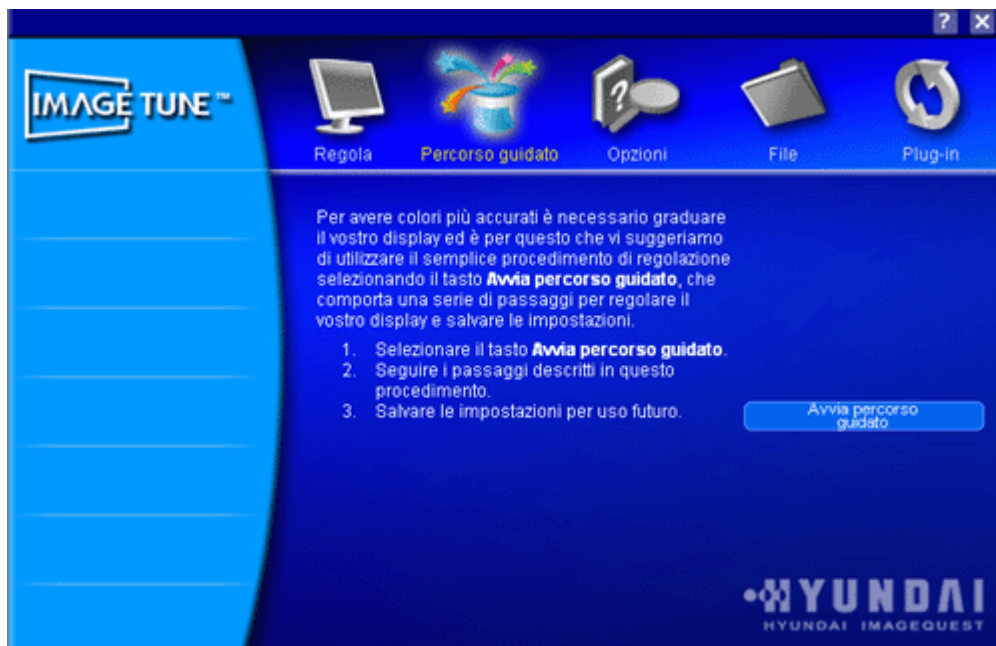 ?
IMAGE TUNE™
Regola
Percorso guidato
Opzioni
File
Plug-in
Per avere colori più accurati è necessario graduare
il vostro display ed è per questo che vi suggeriamo
di utilizzare il semplice procedimento di regolazione
selezionando il tasto Avvia percorso guidato, che
comporta una serie di passaggi per regolare il
vostro display e salvare le impostazioni.
1. Selezionare il tasto Avvia percorso guidato.
2. Seguire i passaggi descritti in questo
procedimento.
3. Salvare le impostazioni per uso futuro.
Avvia percorso
guidato
HYUNDAI
HYUNDAI IMAGEQUEST